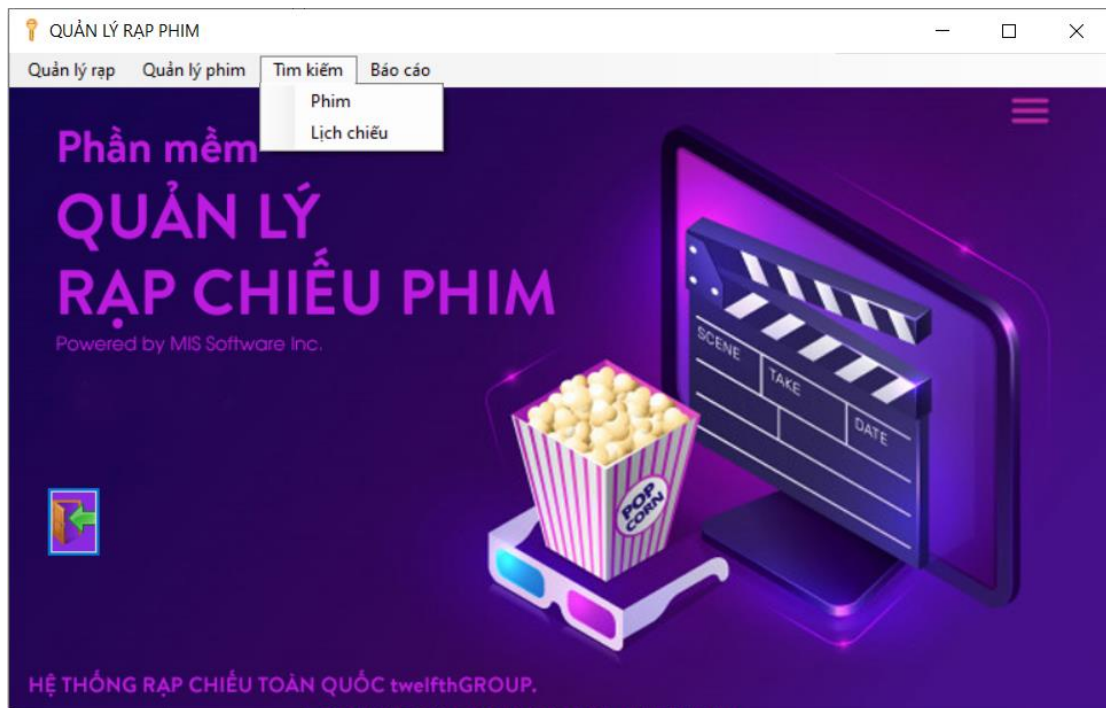 QUẢN LÝ RẠP PHIM
Quản lý rạp Quản lý phim Tìm kiếm Báo cáo
Phim
Lịch chiếu
Phần mềm
QUẢN LÝ
RẠP CHIẾU PHIM
Powered by MIS Software Inc.
SCENE
TAKE
DATE
POP
CORN
HỆ THỐNG RẠP CHIẾU TOÀN QUỐC twelfthGROUP.